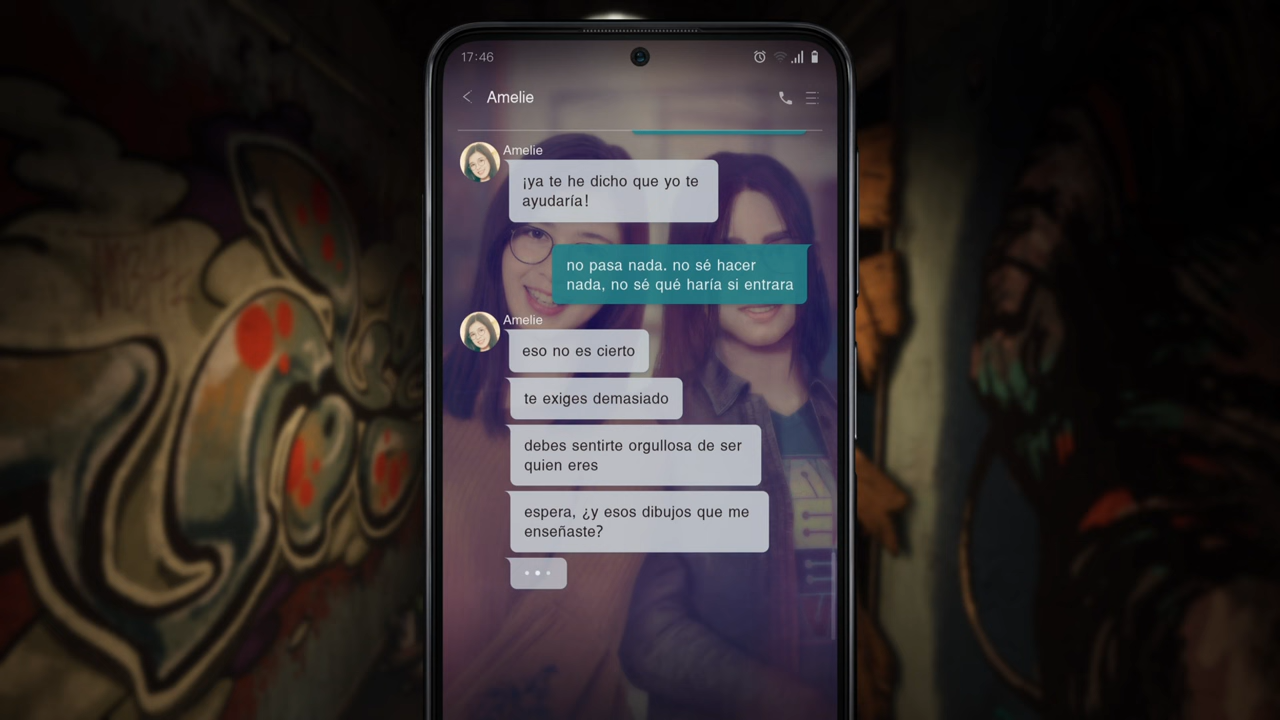 17:46
Amelie
Amelie
¡ya te he dicho que yo te
ayudaría!
no pasa nada. no sé hacer
nada, no sé qué haría si entrara
Amelie
eso no es cierto
te exiges demasiado
debes sentirte orgullosa de ser
quien eres
espera, ¿y esos dibujos que me
enseñaste?